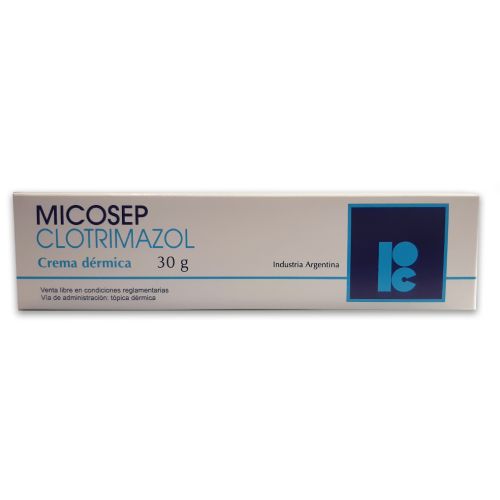 MICOSEP
CLOTRIMAZOL
Crema dérmica 30 g
Industria Argentina
Venta libre en condiciones reglamentarias
Vía de administración: tópica dérmica